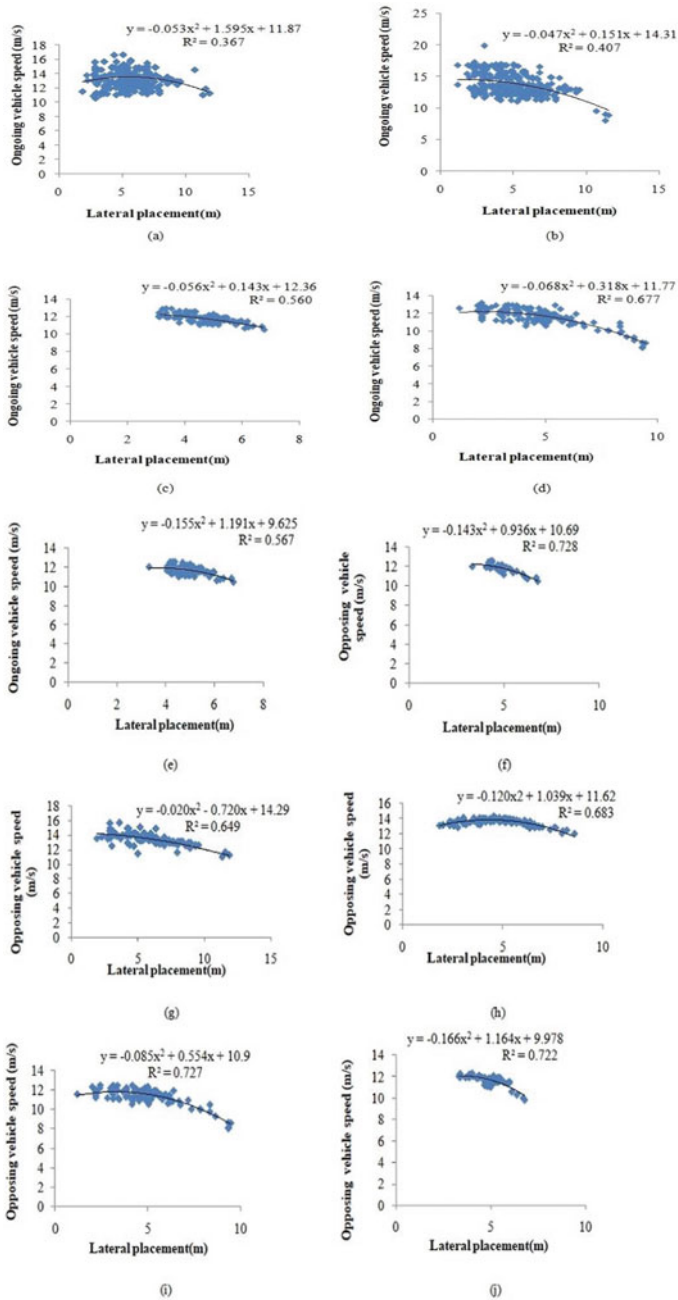 y = -0.053x² + 1.595x + 11.87
R² = 0.367
Ongoing vehicle speed (m/s)
18
16
14
12
10
8
6
4
2
0
0 5 10 15
Lateral placement(m)
(a)
y = -0.047x² + 0.151x + 14.31
R² = 0.407
Ongoing vehicle speed (m/s)
25
20
15
10
5
0
0 5 10 15
Lateral placement(m)
(b)
y = -0.056x² + 0.143x + 12.36
R² = 0.560
Ongoing vehicle speed (m/s)
14
12
10
8
6
4
2
0
0 2 4 6 8
Lateral placement(m)
(c)
y = -0.068x² + 0.318x + 11.77
R² = 0.677
Ongoing vehicle speed (m/s)
14
12
10
8
6
4
2
0
0 5 10
Lateral placement(m)
(d)
y = -0.155x² + 1.191x + 9.625
R² = 0.567
Ongoing vehicle speed (m/s)
14
12
10
8
6
4
2
0
0 2 4 6 8
Lateral placement(m)
(e)
y = -0.143x² + 0.936x + 10.69
R² = 0.728
Opposing vehicle
speed (m/s)
14
12
10
8
6
4
2
0
0 5 10
Lateral placement(m)
(f)
y = -0.020x² - 0.720x + 14.29
R² = 0.649
Opposing vehicle speed
(m/s)
18
16
14
12
10
8
6
4
2
0
0 5 10 15
Lateral placement(m)
(g)
y = -0.120x2 + 1.039x + 11.62
R² = 0.683
Opposing vehicle speed
(m/s)
16
14
12
10
8
6
4
2
0
0 5 10
Lateral placement(m)
(h)
y = -0.085x² + 0.554x + 10.9
R² = 0.727
Opposing vehicle speed (m/s)
14
12
10
8
6
4
2
0
0 5 10
Lateral placement(m)
(i)
y = -0.166x² + 1.164x + 9.978
R² = 0.722
Opposing vehicle speed (m/s)
14
12
10
8
6
4
2
0
0 5 10
Lateral placement(m)
(j)